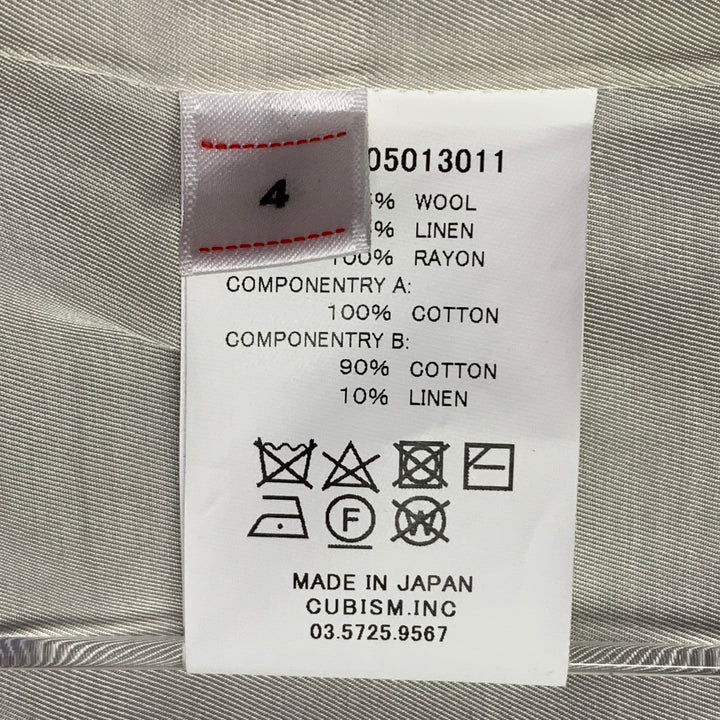 4
05013011
% WOOL
% LINEN
100% RAYON
COMPONENTRY A:
100% COTTON
COMPONENTRY B:
90% COTTON
10% LINEN
F
W
MADE IN JAPAN
CUBISM.INC
03.5725.9567